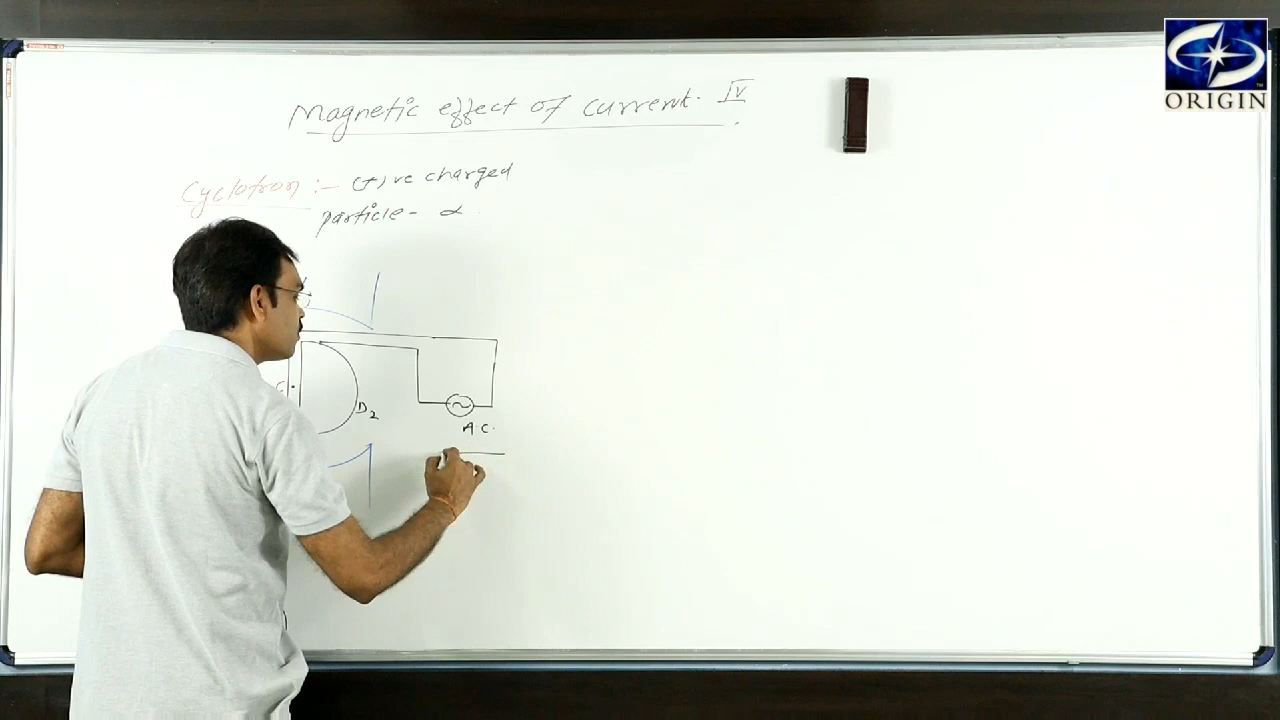 Magnetic effect of current. IV
Cyclotron :- (+)ve charged
particle - α
D2
A.C.
ORIGIN